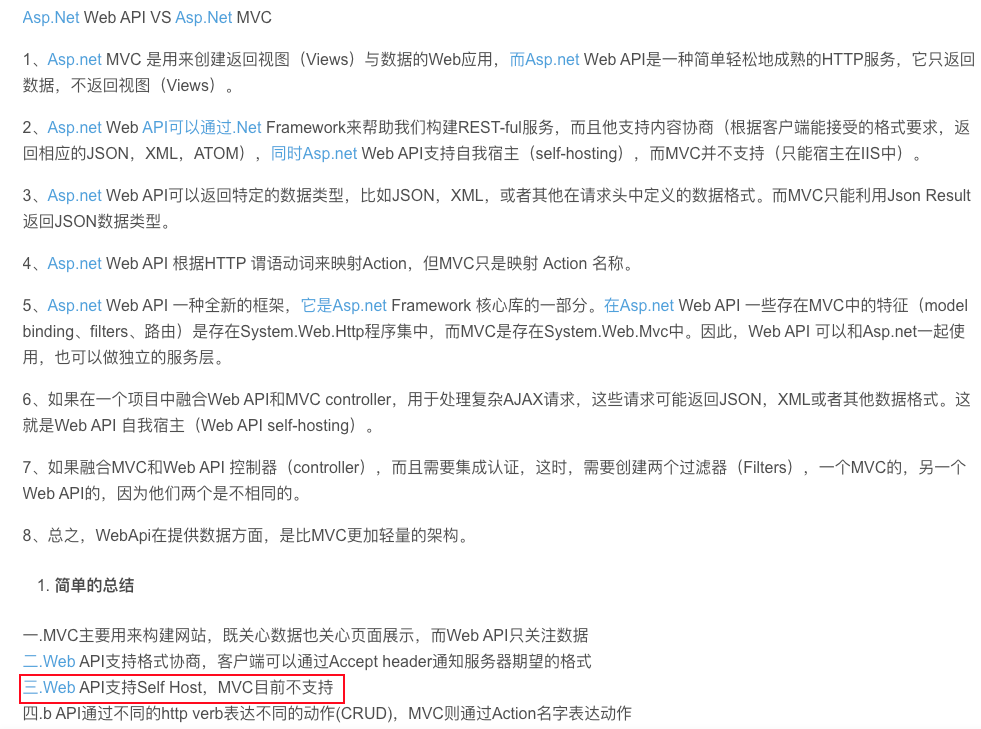 Asp.Net Web API VS Asp.Net MVC
1、Asp.net MVC 是用来创建返回视图（Views）与数据的Web应用，而Asp.net Web API是一种简单轻松地成熟的HTTP服务，它只返回
数据，不返回视图（Views）。
2、Asp.net Web API可以通过.Net Framework来帮助我们构建REST-ful服务，而且他支持内容协商（根据客户端能接受的格式要求，返
回相应的JSON，XML，ATOM），同时Asp.net Web API支持自我宿主（self-hosting），而MVC并不支持（只能宿主在IIS中）。
3、Asp.net Web API可以返回特定的数据类型，比如JSON，XML，或者其他在请求头中定义的数据格式。而MVC只能利用Json Result
返回JSON数据类型。
4、Asp.net Web API 根据HTTP 谓语动词来映射Action，但MVC只是映射 Action 名称。
5、Asp.net Web API 一种全新的框架，它是Asp.net Framework 核心库的一部分。在Asp.net Web API 一些存在MVC中的特征（model
binding、filters、路由）是存在System.Web.Http程序集中，而MVC是存在System.Web.Mvc中。因此，Web API 可以和Asp.net一起使
用，也可以做独立的服务层。
6、如果在一个项目中融合Web API和MVC controller，用于处理复杂AJAX请求，这些请求可能返回JSON，XML或者其他数据格式。这
就是Web API 自我宿主（Web API self-hosting）。
7、如果融合MVC和Web API 控制器（controller），而且需要集成认证，这时，需要创建两个过滤器（Filters），一个MVC的，另一个
Web API的，因为他们两个是不相同的。
8、总之，WebApi在提供数据方面，是比MVC更加轻量的架构。
1. 简单的总结
一.MVC主要用来构建网站，既关心数据也关心页面展示，而Web API只关注数据
二.Web API支持格式协商，客户端可以通过Accept header通知服务器期望的格式
三.Web API支持Self Host，MVC目前不支持
四.b API通过不同的http verb表达不同的动作(CRUD)，MVC则通过Action名字表达动作